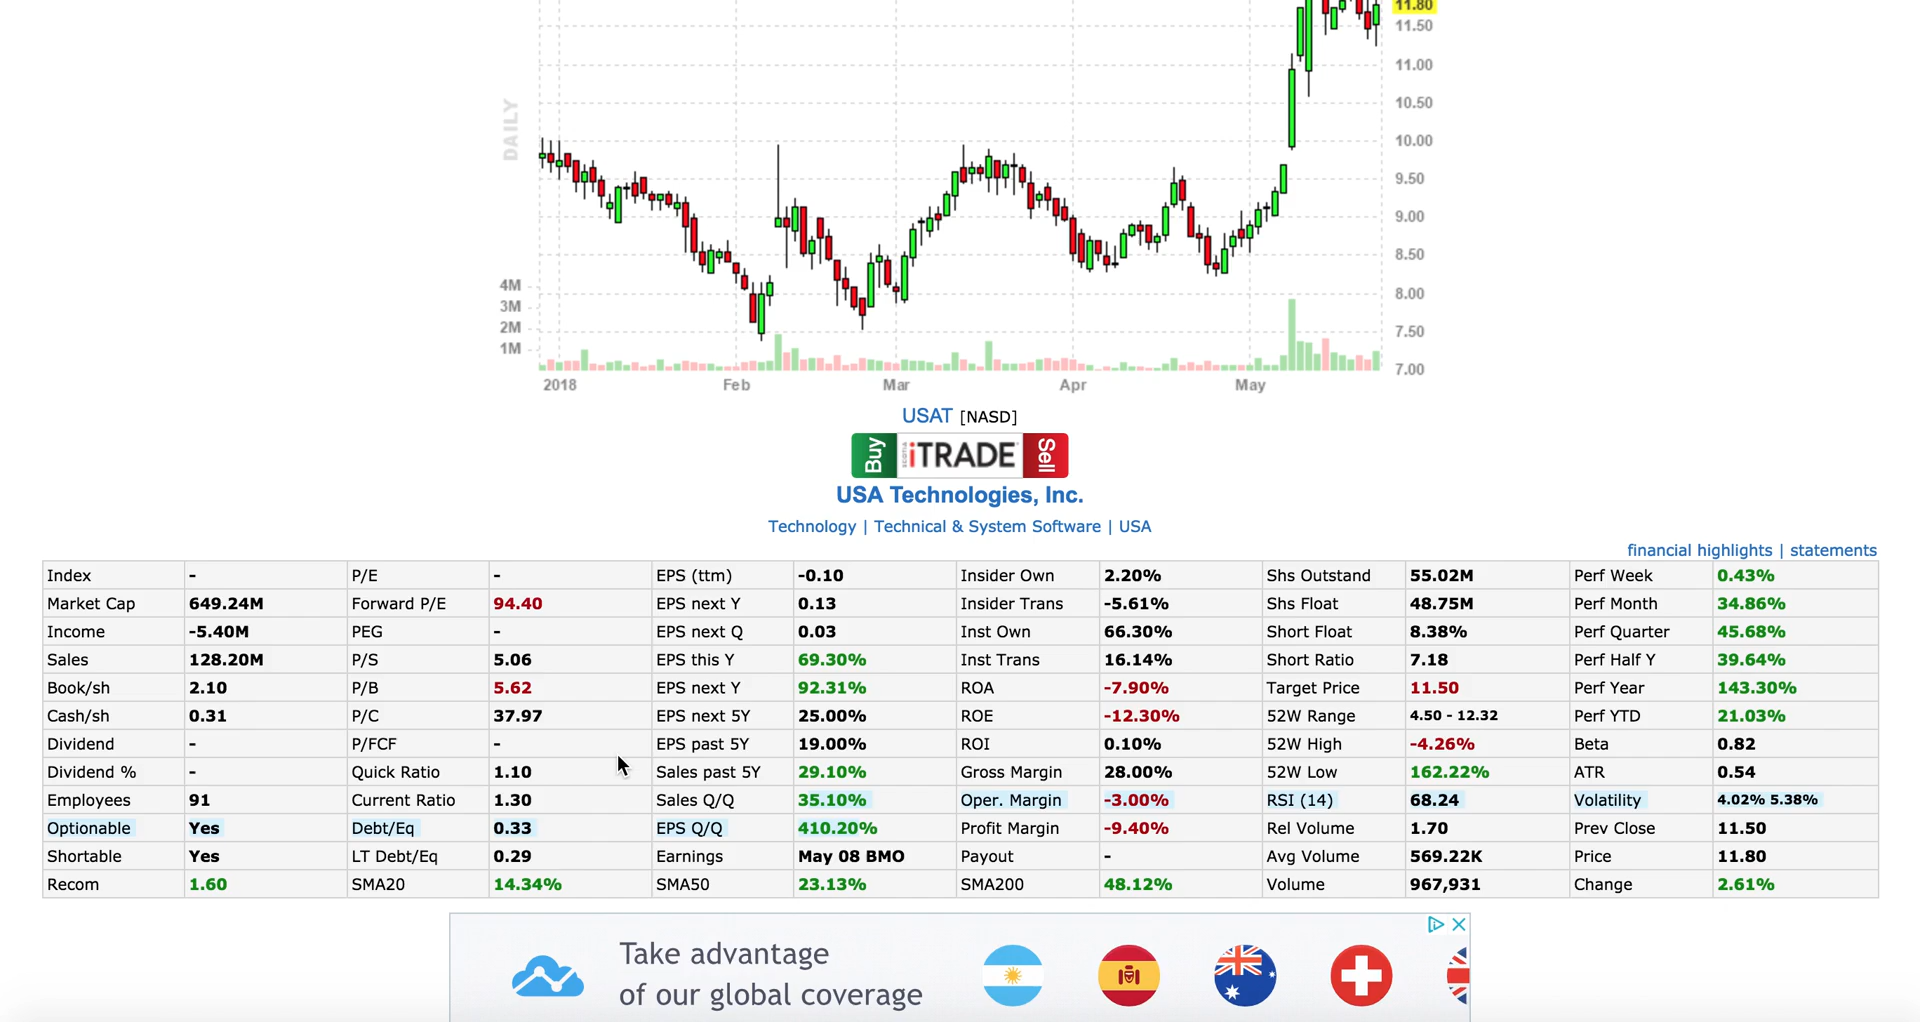 11.80
11.50
11.00
10.50
10.00
9.50
9.00
8.50
8.00
7.50
7.00
DAILY
4M
3M
2M
1M
2018 Feb Mar Apr May
USAT [NASD]
Buy SCOTIA iTRADE Sell
USA Technologies, Inc.
Technology | Technical & System Software | USA
financial highlights | statements
Index - P/E - EPS (ttm) -0.10 Insider Own 2.20% Shs Outstand 55.02M Perf Week 0.43%
Market Cap 649.24M Forward P/E 94.40 EPS next Y 0.13 Insider Trans -5.61% Shs Float 48.75M Perf Month 34.86%
Income -5.40M PEG - EPS next Q 0.03 Inst Own 66.30% Short Float 8.38% Perf Quarter 45.68%
Sales 128.20M P/S 5.06 EPS this Y 69.30% Inst Trans 16.14% Short Ratio 7.18 Perf Half Y 39.64%
Book/sh 2.10 P/B 5.62 EPS next Y 92.31% ROA -7.90% Target Price 11.50 Perf Year 143.30%
Cash/sh 0.31 P/C 37.97 EPS next 5Y 25.00% ROE -12.30% 52W Range 4.50 - 12.32 Perf YTD 21.03%
Dividend - P/FCF - EPS past 5Y 19.00% ROI 0.10% 52W High -4.26% Beta 0.82
Dividend % - Quick Ratio 1.10 Sales past 5Y 29.10% Gross Margin 28.00% 52W Low 162.22% ATR 0.54
Employees 91 Current Ratio 1.30 Sales Q/Q 35.10% Oper. Margin -3.00% RSI (14) 68.24 Volatility 4.02% 5.38%
Optionable Yes Debt/Eq 0.33 EPS Q/Q 410.20% Profit Margin -9.40% Rel Volume 1.70 Prev Close 11.50
Shortable Yes LT Debt/Eq 0.29 Earnings May 08 BMO Payout - Avg Volume 569.22K Price 11.80
Recom 1.60 SMA20 14.34% SMA50 23.13% SMA200 48.12% Volume 967,931 Change 2.61%
Take advantage
of our global coverage